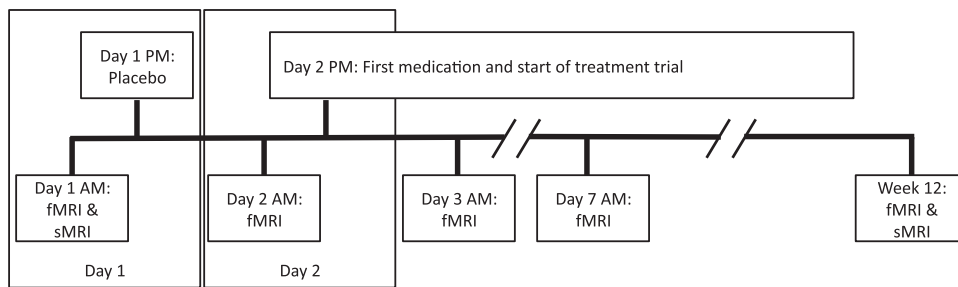 Day 1 PM:
Placebo
Day 2 PM: First medication and start of treatment trial
Day 1 AM:
fMRI &
sMRI
Day 2 AM:
fMRI
Day 3 AM:
fMRI
Day 7 AM:
fMRI
Week 12:
fMRI &
sMRI
Day 1
Day 2